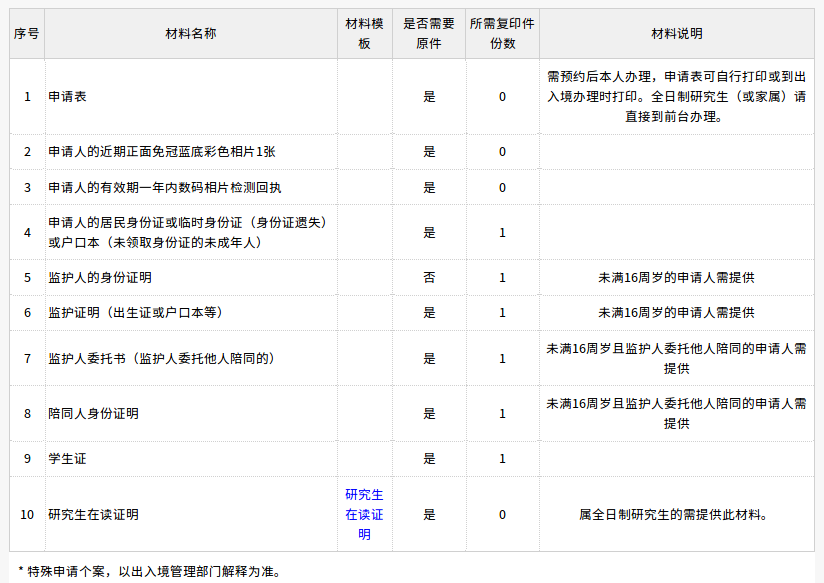 序号 材料名称 材料模板 是否需要原件 所需复印件份数 材料说明
1 申请表 是 0 需预约后本人办理，申请表可自行打印或到出
入境办理时打印。全日制研究生（或家属）请
直接到前台办理。
2 申请人的近期正面免冠蓝底彩色相片1张 是 0
3 申请人的有效期一年内数码相片检测回执 是 0
4 申请人的居民身份证或临时身份证（身份证遗失）
或户口本（未领取身份证的未成年人） 是 1
5 监护人的身份证明 否 1 未满16周岁的申请人需提供
6 监护证明（出生证或户口本等） 是 1 未满16周岁的申请人需提供
7 监护人委托书（监护人委托他人陪同的） 是 1 未满16周岁且监护人委托他人陪同的申请人需
提供
8 陪同人身份证明 是 1 未满16周岁且监护人委托他人陪同的申请人需
提供
9 学生证 是 1
10 研究生在读证明 研究生在读证明 是 0 属全日制研究生的需提供此材料。
* 特殊申请个案，以出入境管理部门解释为准。